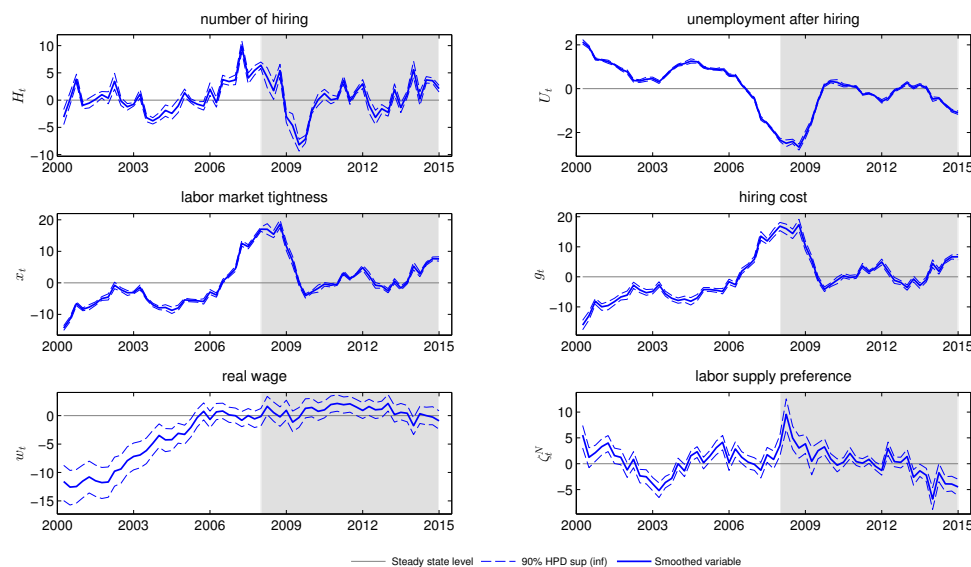 number of hiring
unemployment after hiring
10
5
0
−5
−10
H_t
2000 2003 2006 2009 2012 2015
2
0
−2
U_t
2000 2003 2006 2009 2012 2015
labor market tightness
hiring cost
20
10
0
−10
x_t
2000 2003 2006 2009 2012 2015
20
10
0
−10
g_t
2000 2003 2006 2009 2012 2015
real wage
labor supply preference
0
−5
−10
−15
w_t
2000 2003 2006 2009 2012 2015
10
5
0
−5
ζ_t^N
2000 2003 2006 2009 2012 2015
Steady state level 90% HPD sup (inf) Smoothed variable